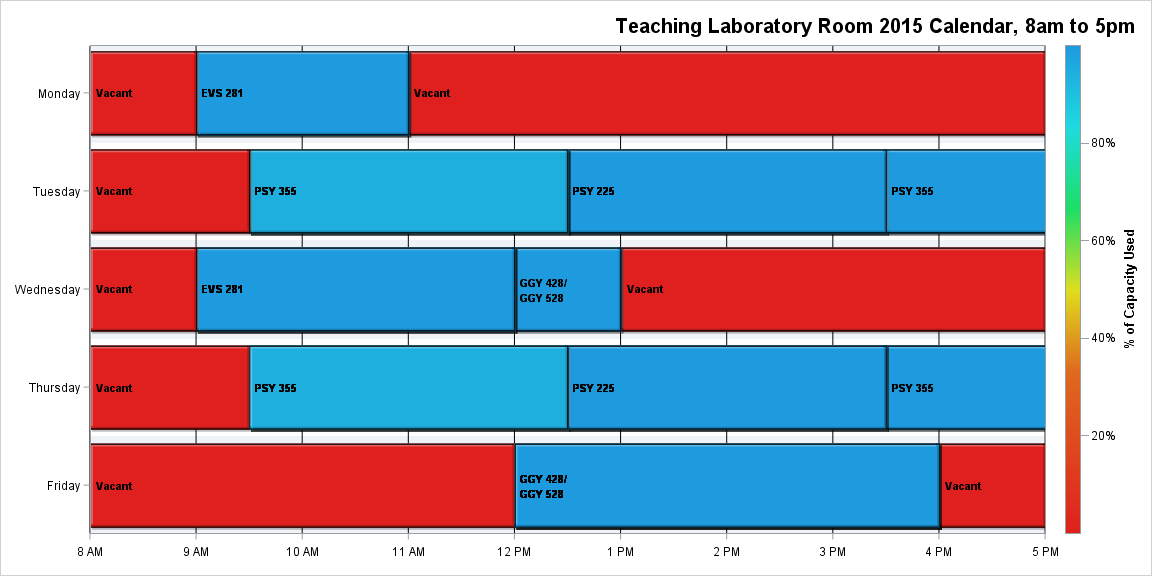 Teaching Laboratory Room 2015 Calendar, 8am to 5pm
Monday
Vacant
EVS 281
Vacant
Tuesday
Vacant
PSY 355
PSY 225
PSY 355
Wednesday
Vacant
EVS 281
GGY 428/
GGY 528
Vacant
Thursday
Vacant
PSY 355
PSY 225
PSY 355
Friday
Vacant
GGY 428/
GGY 528
Vacant
8 AM
9 AM
10 AM
11 AM
12 PM
1 PM
2 PM
3 PM
4 PM
5 PM
80%
60%
40%
20%
% of Capacity Used